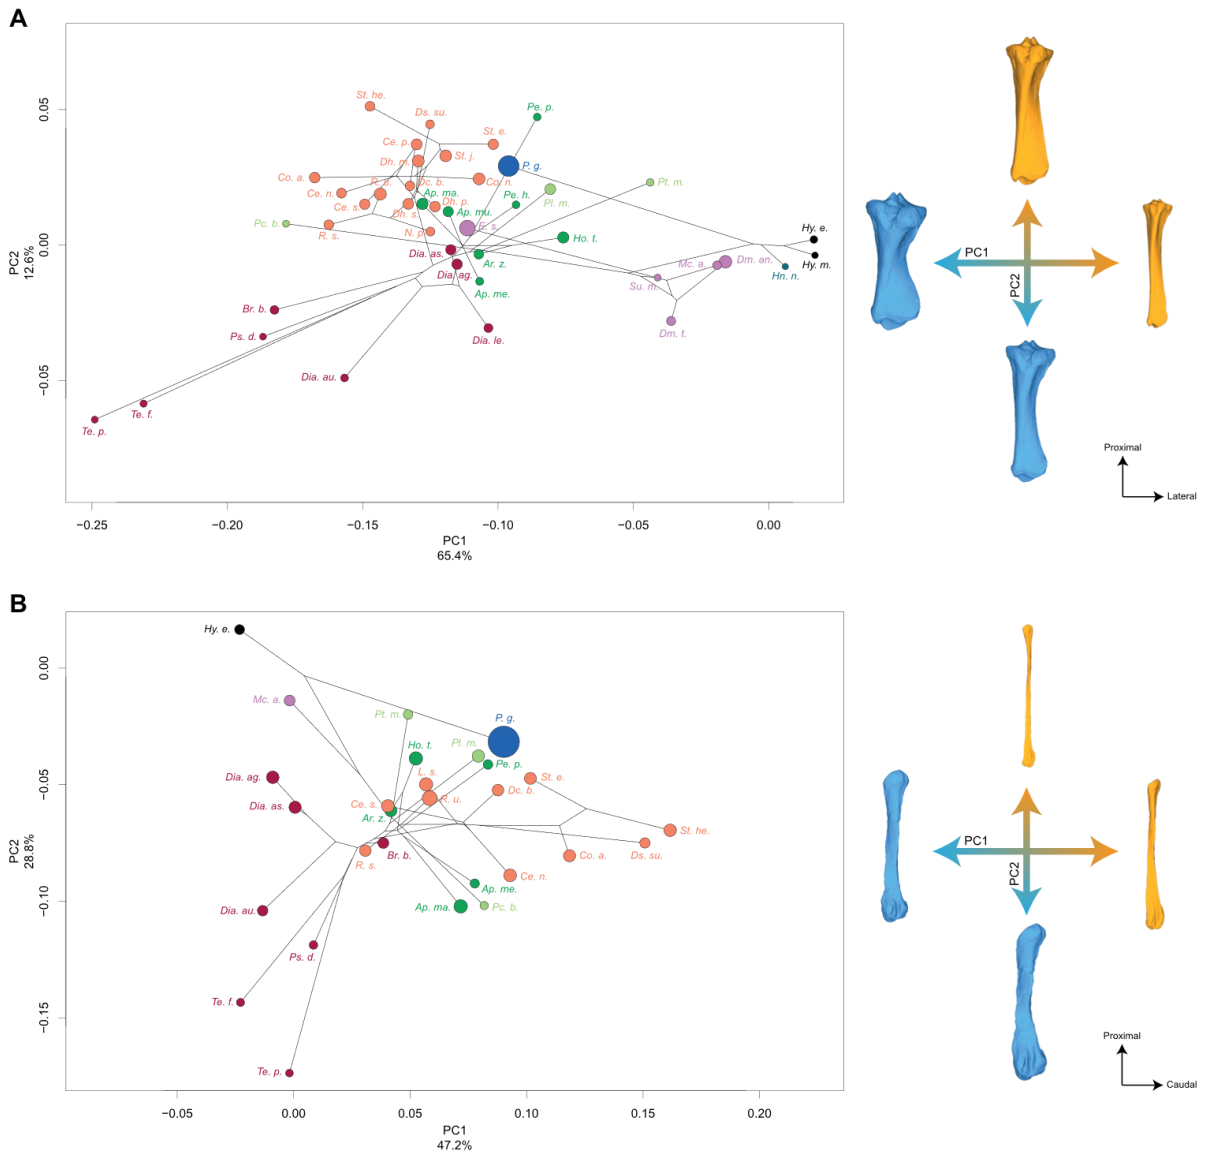 A
0.05
0.00
−0.05
PC2
12.6%
St. he.
Ds. su.
Pe. p.
Ce. p.
St. e.
Dh. m.
St. j.
P. g.
Co. a.
R. u.
Dc. b.
Co. n.
Pt. m.
Ce. n.
Ap. ma.
Pe. h.
Pl. m.
Ce. s.
Dh. s.
Dh. p.
Ap. mu.
Pc. b.
R. s.
N. p.
E. s.
Ho. t.
Hy. e.
Dia. as.
Ar. z.
Hy. m.
Dia. ag.
Mc. a.
Dm. an.
Hn. n.
Su. m.
Ap. me.
Br. b.
Ps. d.
Dia. le.
Dm. t.
Dia. au.
Te. f.
Te. p.
−0.25
−0.20
−0.15
−0.10
−0.05
0.00
PC1
65.4%
PC1
PC2
Proximal
Lateral
B
0.00
−0.05
−0.10
−0.15
PC2
28.8%
Hy. e.
Mc. a.
Pt. m.
P. g.
Ho. t.
Pl. m.
Dia. ag.
L. s.
Pe. p.
St. e.
Dia. as.
Ce. s.
R. u.
Dc. b.
Ar. z.
St. he.
R. s.
Br. b.
Co. a.
Ds. su.
Ce. n.
Ap. me.
Dia. au.
Ap. ma.
Pc. b.
Ps. d.
Te. f.
Te. p.
−0.05
0.00
0.05
0.10
0.15
0.20
PC1
47.2%
PC1
PC2
Proximal
Caudal